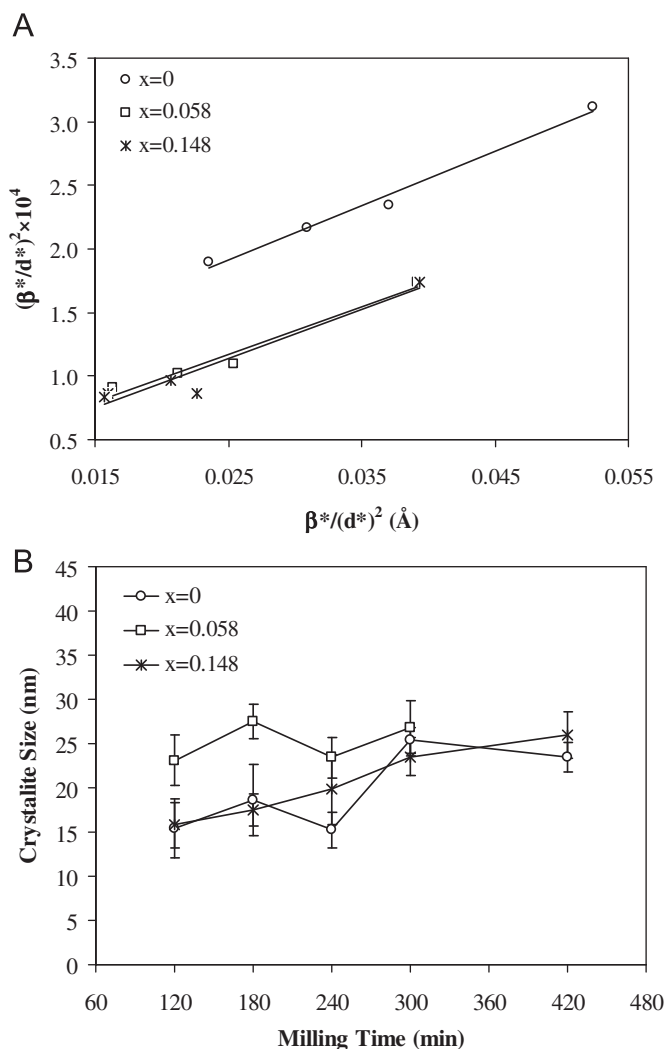 A
3.5
3.0
2.5
2.0
1.5
1.0
0.5
(β*/d*)²×10⁴
x=0
x=0.058
x=0.148
0.015 0.025 0.035 0.045 0.055
β*/(d*)² (Å)
B
45
40
35
30
25
20
15
10
5
0
Crystalite Size (nm)
x=0
x=0.058
x=0.148
60 120 180 240 300 360 420 480
Milling Time (min)